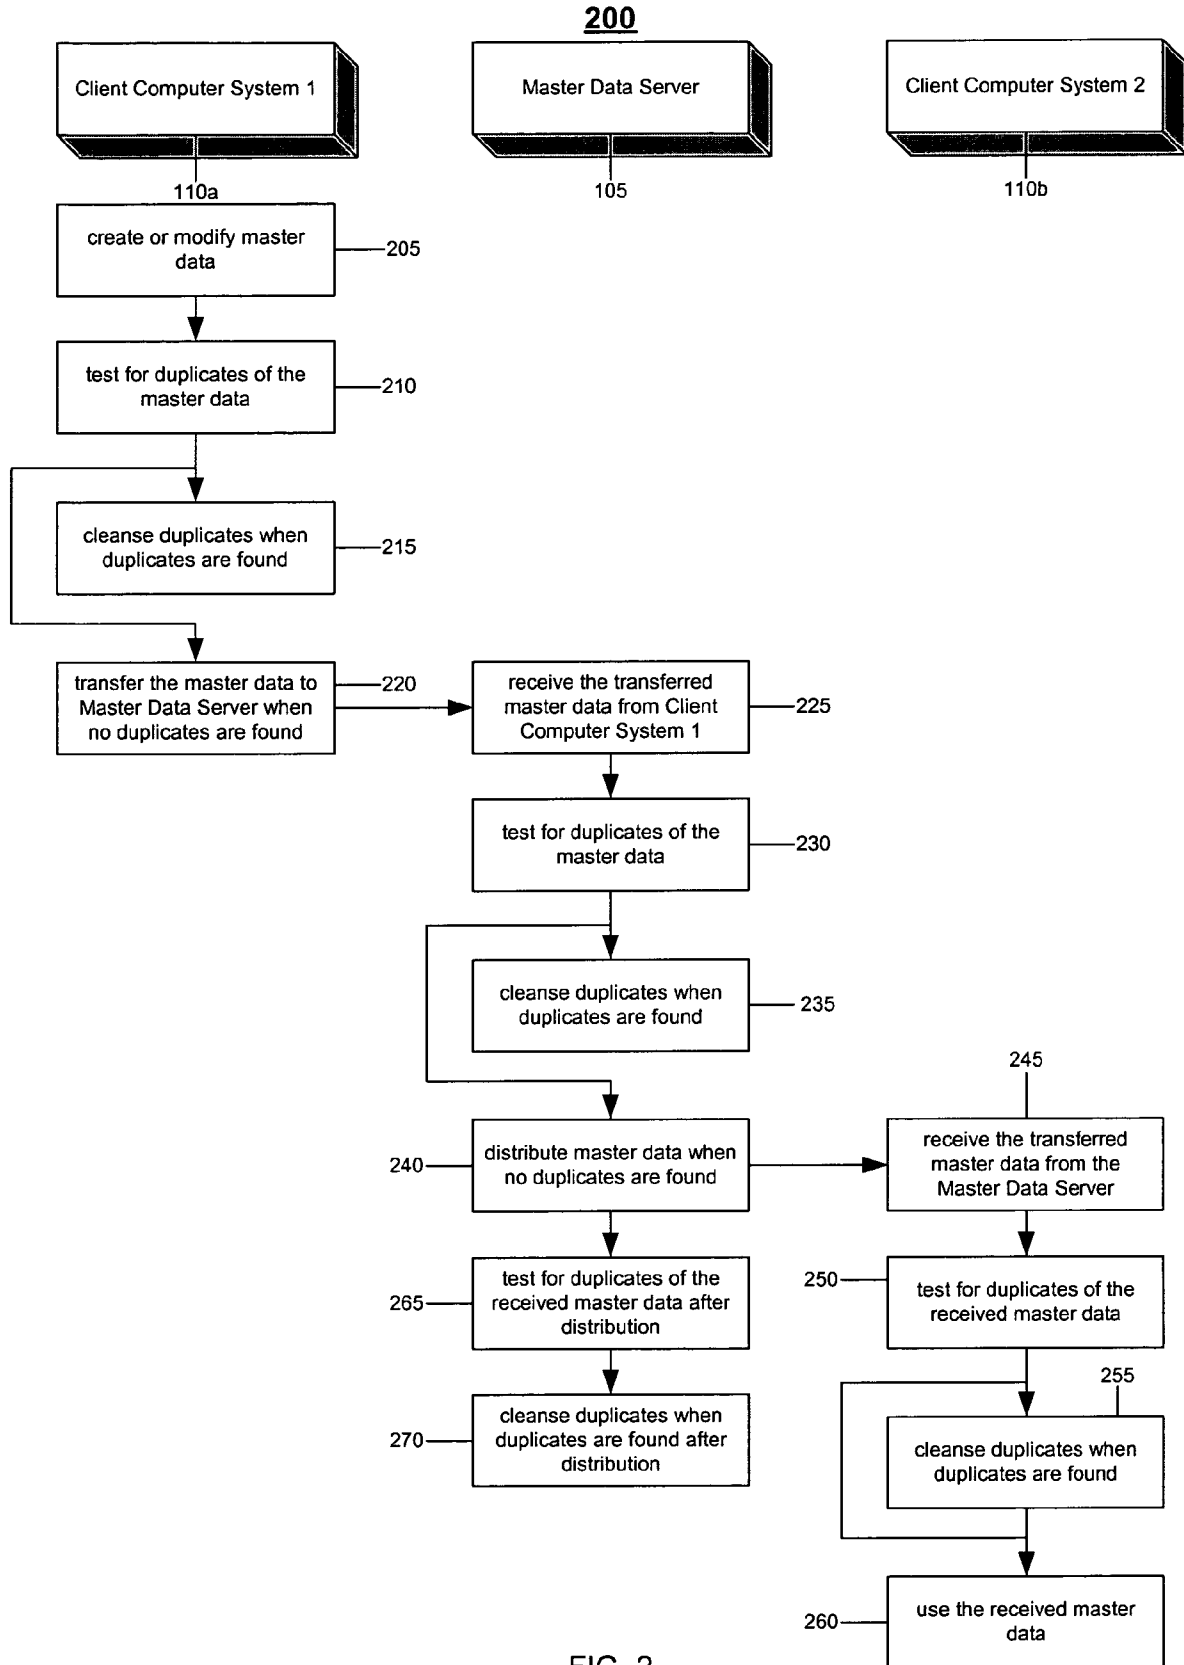 200
Client Computer System 1
Master Data Server
Client Computer System 2
110a
105
110b
create or modify master
data
205
test for duplicates of the
master data
210
cleanse duplicates when
duplicates are found
215
transfer the master data to
Master Data Server when
no duplicates are found
220
receive the transferred
master data from Client
Computer System 1
225
test for duplicates of the
master data
230
cleanse duplicates when
duplicates are found
235
240
distribute master data when
no duplicates are found
245
receive the transferred
master data from the
Master Data Server
265
test for duplicates of the
received master data after
distribution
250
test for duplicates of the
received master data
270
cleanse duplicates when
duplicates are found after
distribution
255
cleanse duplicates when
duplicates are found
260
use the received master
data
FIG. 2